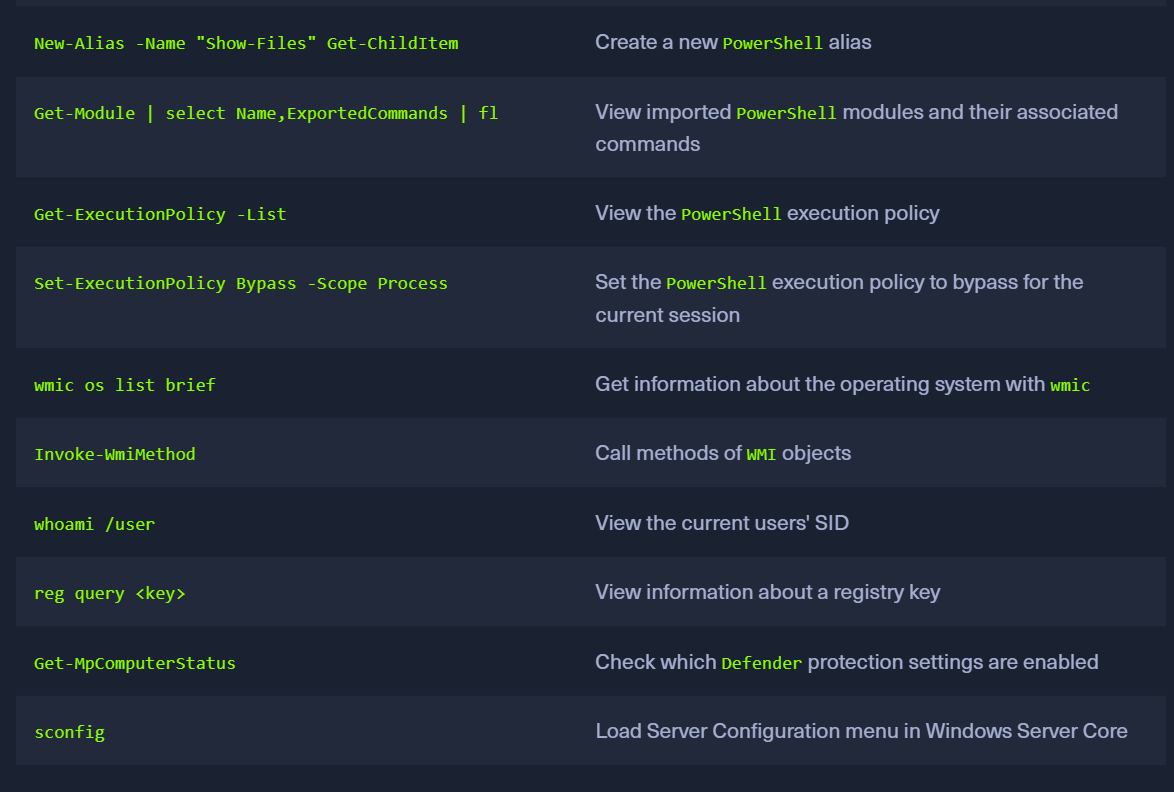 New-Alias -Name "Show-Files" Get-ChildItem
Create a new PowerShell alias
Get-Module | select Name,ExportedCommands | fl
View imported PowerShell modules and their associated
commands
Get-ExecutionPolicy -List
View the PowerShell execution policy
Set-ExecutionPolicy Bypass -Scope Process
Set the PowerShell execution policy to bypass for the
current session
wmic os list brief
Get information about the operating system with wmic
Invoke-WmiMethod
Call methods of WMI objects
whoami /user
View the current users' SID
reg query <key>
View information about a registry key
Get-MpComputerStatus
Check which Defender protection settings are enabled
sconfig
Load Server Configuration menu in Windows Server Core